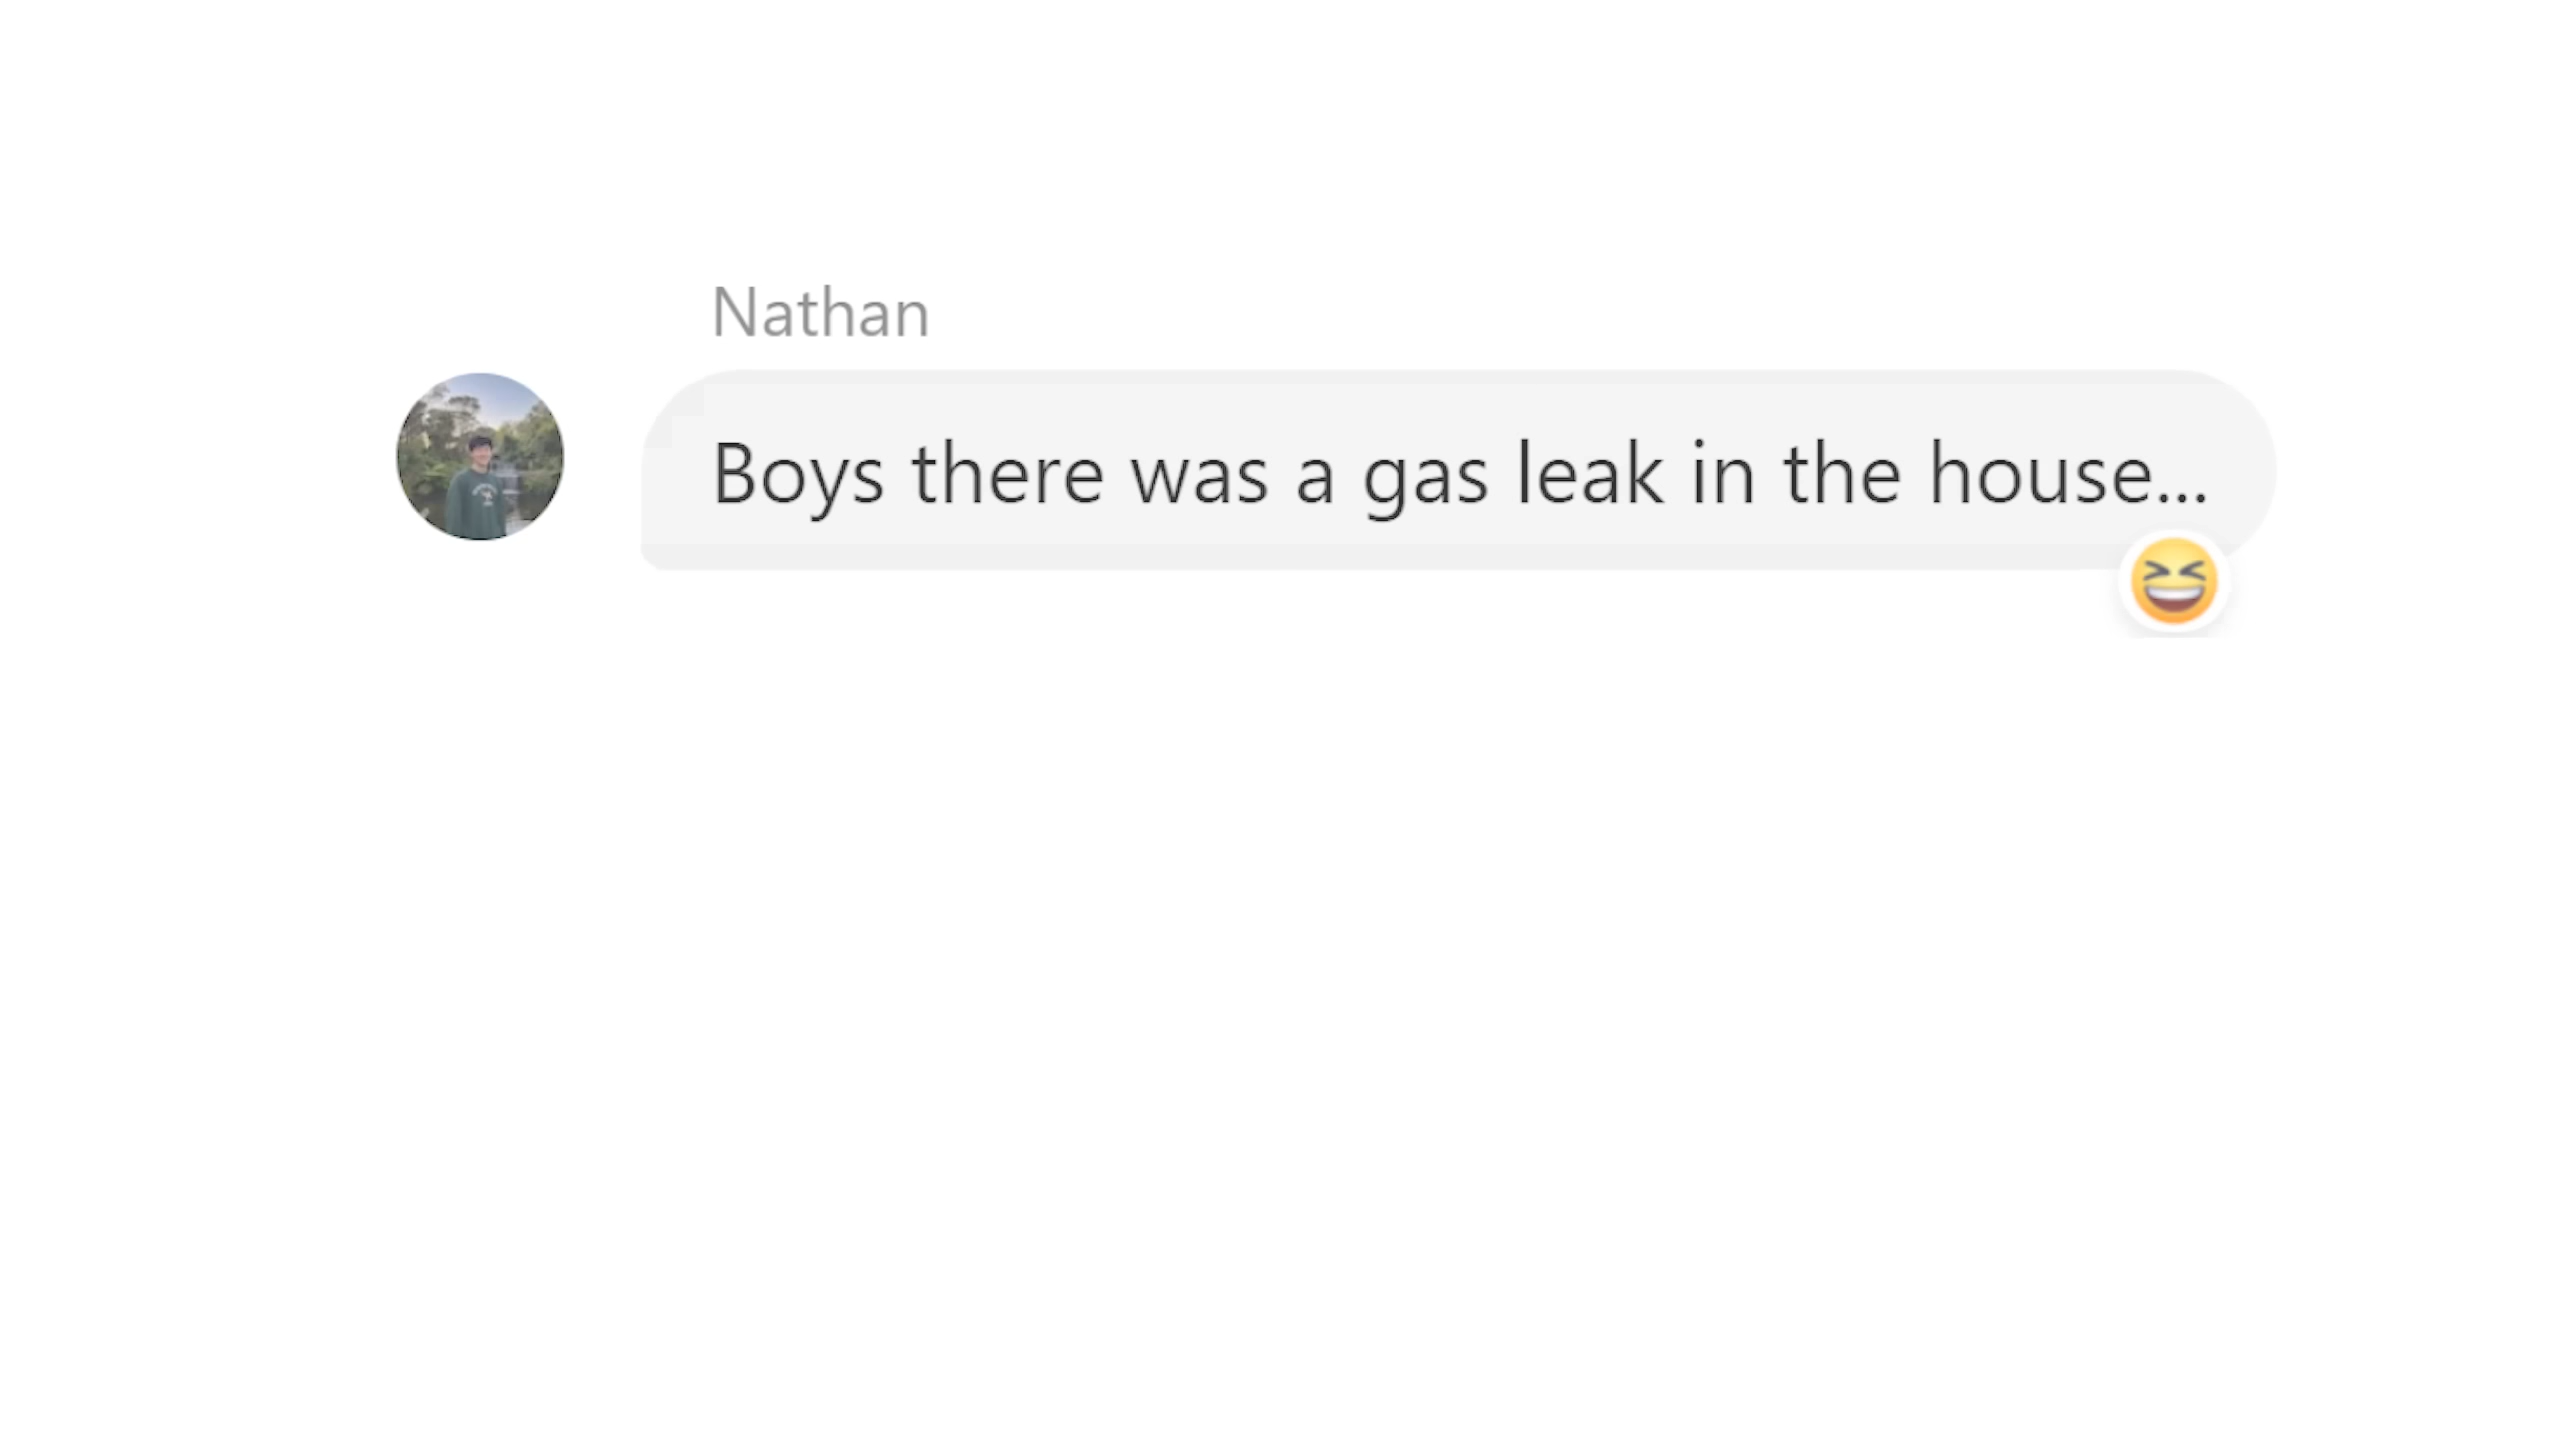 Nathan
Boys there was a gas leak in the house...